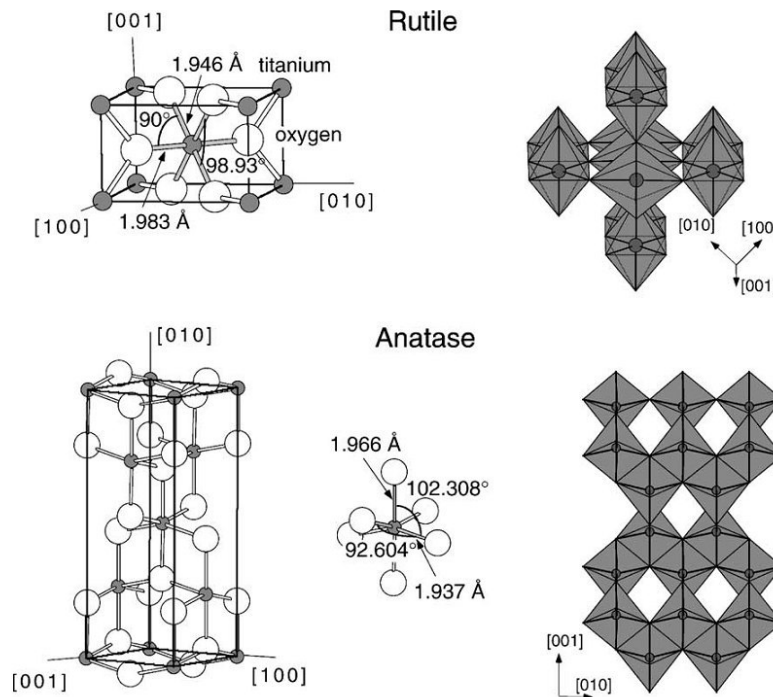 Rutile
[001]
1.946 Å titanium
90°
oxygen
98.93°
[010]
[100] 1.983 Å
[010] [100]
[001]
Anatase
[010]
1.966 Å
102.308°
92.604°
1.937 Å
[001] [100]
[001]
[010]